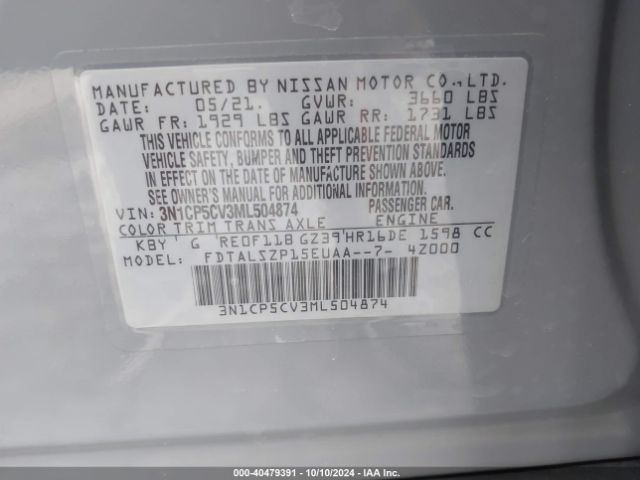 MANUFACTURED BY NISSAN MOTOR CO.,LTD.
DATE: 05/21. GVWR: 3660 LBS
GAWR FR: 1929 LBS GAWR RR: 1731 LBS
THIS VEHICLE CONFORMS TO ALL APPLICABLE FEDERAL MOTOR
VEHICLE SAFETY, BUMPER AND THEFT PREVENTION STANDARDS
IN EFFECT ON THE DATE OF MANUFACTURE SHOWN ABOVE.
SEE OWNER'S MANUAL FOR ADDITIONAL INFORMATION.
VIN: 3N1CP5CV3ML504874 PASSENGER CAR.
COLOR TRIM TRANS AXLE ENGINE
KBY G RE0F11B GZ39 HR16DE 1598 CC
MODEL: FDTALSZP15EUAA--7- 4Z000
3N1CP5CV3ML504874
000-40479391 - 10/10/2024 - IAA Inc.